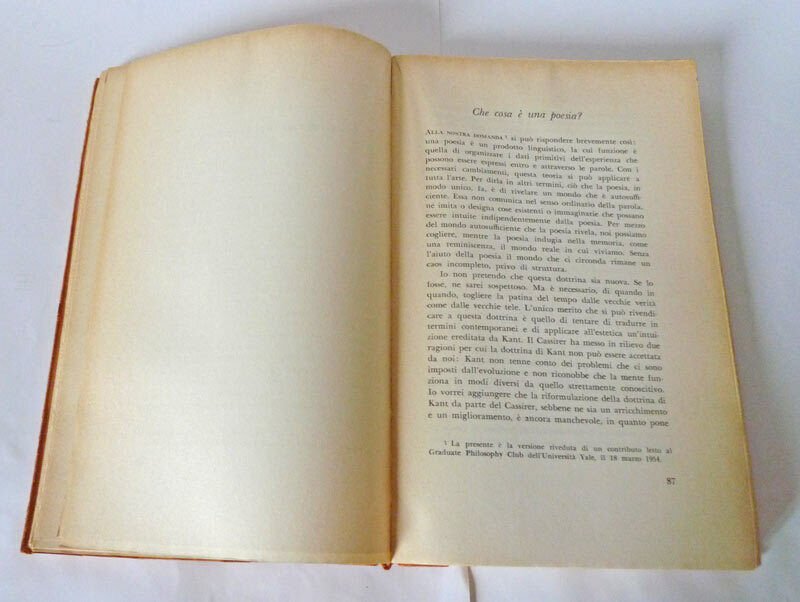 Che cosa è una poesia?
ALLA NOSTRA DOMANDA¹ si può rispondere brevemente così:
una poesia è un prodotto linguistico, la cui funzione è
quella di organizzare i dati primitivi dell'esperienza che
possono essere espressi entro e attraverso le parole. Con i
necessari cambiamenti, questa teoria si può applicare a
tutta l'arte. Per dirla in altri termini, ciò che la poesia, in
modo unico, fa, è di rivelare un mondo che è autosuffi-
ciente. Essa non comunica nel senso ordinario della parola,
né imita o designa cose esistenti o immaginarie che possano
essere intuite indipendentemente dalla poesia. Per mezzo
del mondo autosufficiente che la poesia rivela, noi possiamo
cogliere, mentre la poesia indugia nella memoria, come
una reminiscenza, il mondo reale in cui viviamo. Senza
l'aiuto della poesia il mondo che ci circonda rimane un
caos incompleto, privo di struttura.
Io non pretendo che questa dottrina sia nuova. Se lo
fosse, ne sarei sospettoso. Ma è necessario, di quando in
quando, togliere la patina del tempo dalle vecchie verità
come dalle vecchie tele. L'unico merito che si può rivendi-
care a questa dottrina è quello di tentare di tradurre in
termini contemporanei e di applicare all'estetica un'intui-
zione ereditata da Kant. Il Cassirer ha messo in rilievo due
ragioni per cui la dottrina di Kant non può essere accettata
da noi: Kant non tenne conto dei problemi che ci sono
imposti dall'evoluzione e non riconobbe che la mente fun-
ziona in modi diversi da quello strettamente conoscitivo.
Io vorrei aggiungere che la riformulazione della dottrina di
Kant da parte del Cassirer, sebbene ne sia un arricchimento
e un miglioramento, è ancora manchevole, in quanto pone
¹ La presente è la versione riveduta di un contributo letto al
Graduate Philosophy Club dell'Università Yale, il 18 marzo 1954.
87